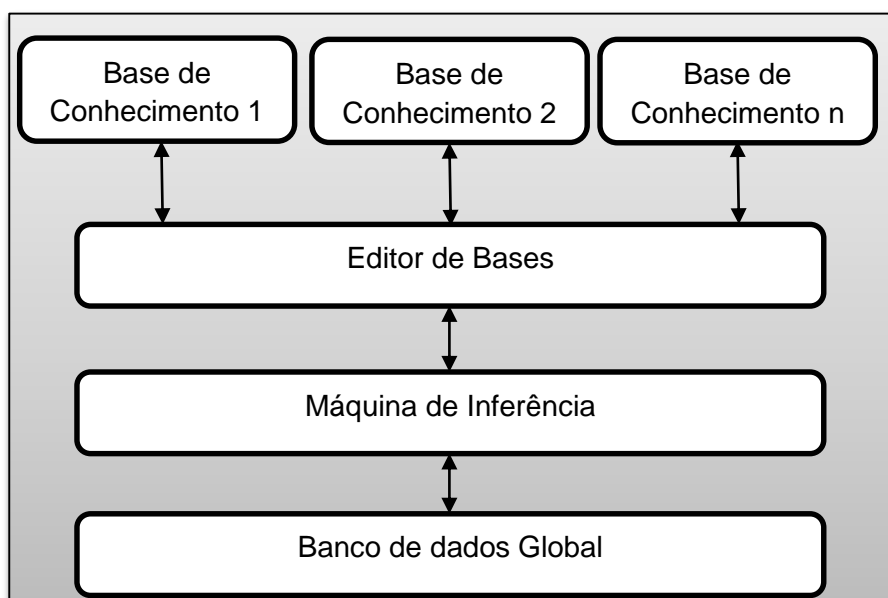 Base de
Conhecimento 1
Base de
Conhecimento 2
Base de
Conhecimento n
Editor de Bases
Máquina de Inferência
Banco de dados Global